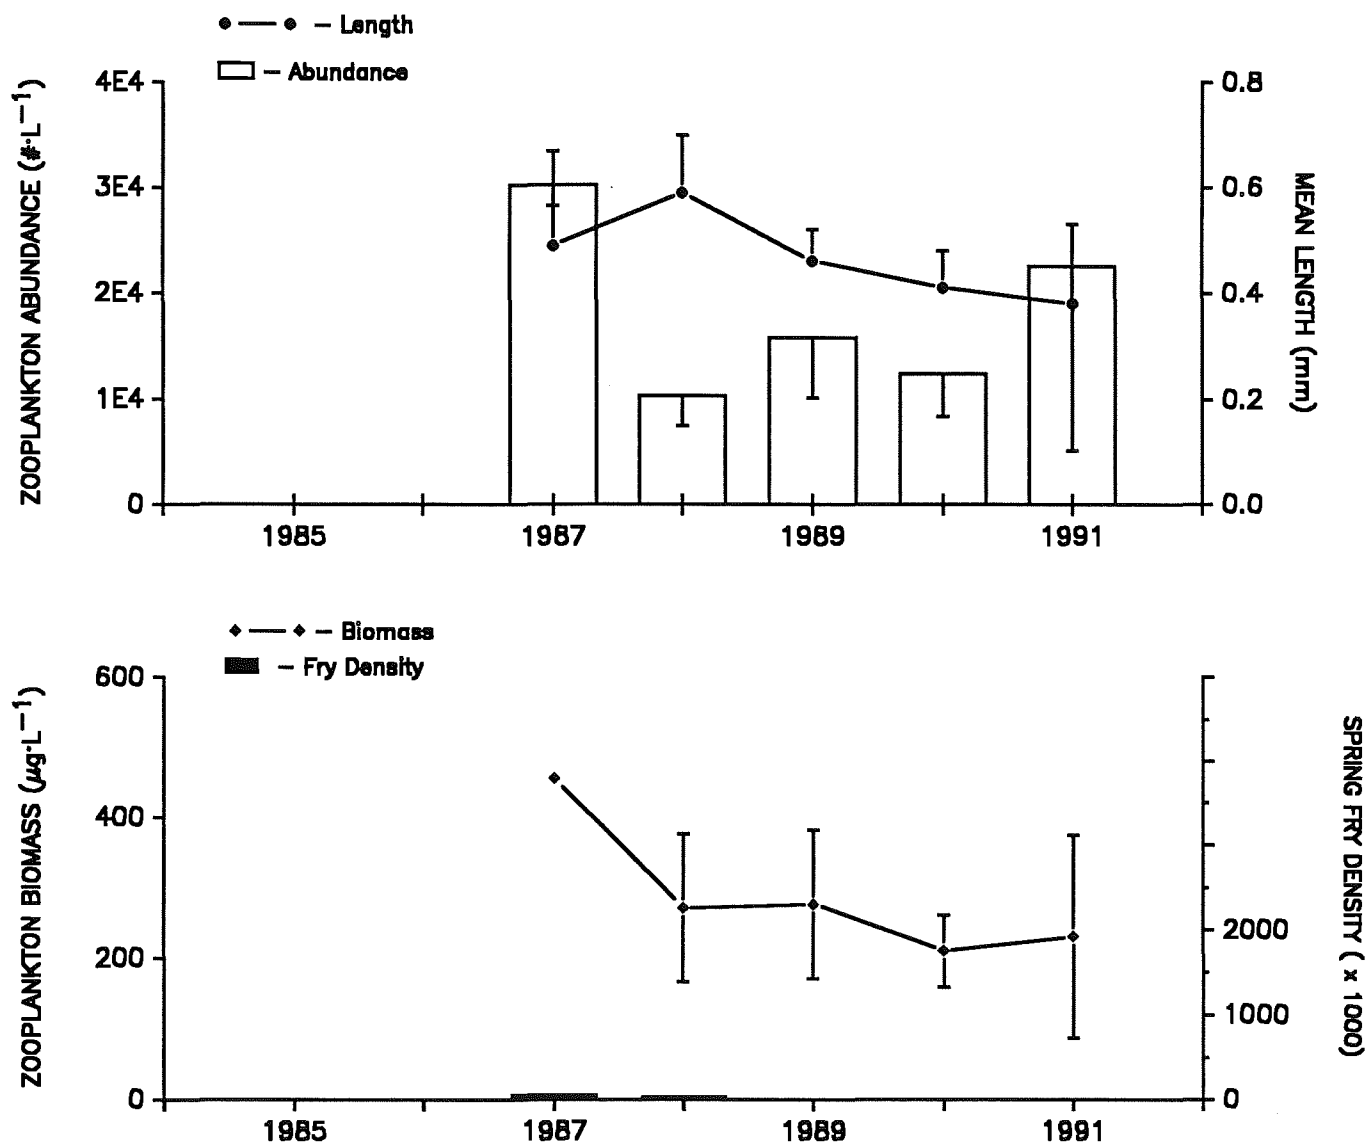 – Length
– Abundance
ZOOPLANKTON ABUNDANCE (#·L⁻¹)
4E4
3E4
2E4
1E4
0
0.8
0.6
0.4
0.2
0.0
MEAN LENGTH (mm)
1985 1987 1989 1991
– Biomass
– Fry Density
ZOOPLANKTON BIOMASS (µg·L⁻¹)
600
400
200
0
2000
1000
0
SPRING FRY DENSITY ( x 1000)
1985 1987 1989 1991